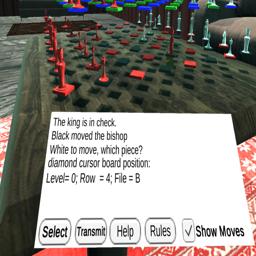 The king is in check.
Black moved the bishop
White to move, which piece?
diamond cursor board position:
Level= 0; Row = 4; File = B
Select Transmit Help Rules Show Moves